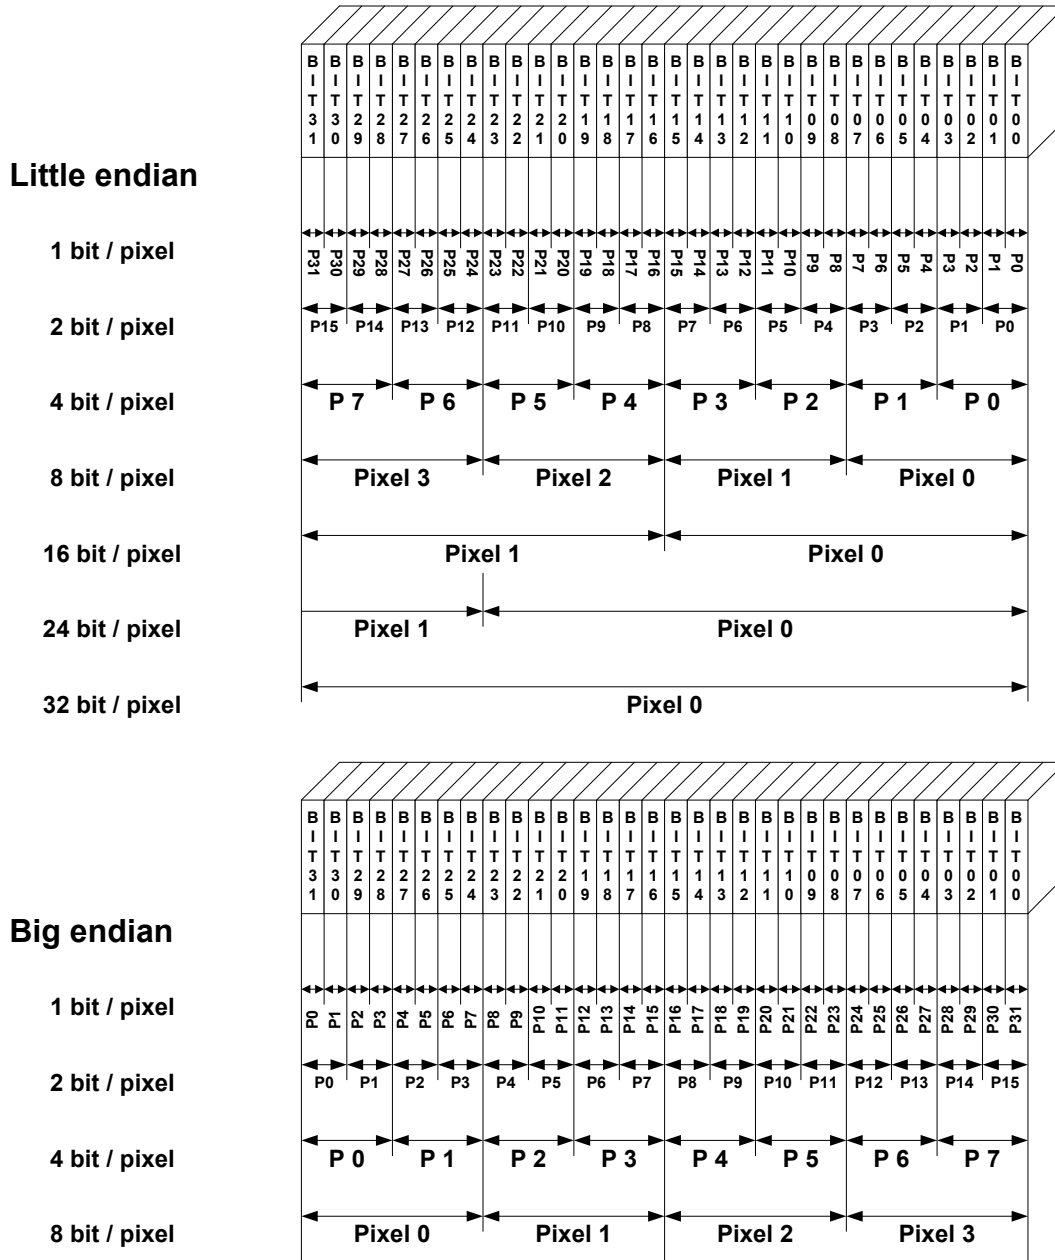 BIT31 BIT30 BIT29 BIT28 BIT27 BIT26 BIT25 BIT24 BIT23 BIT22 BIT21 BIT20 BIT19 BIT18 BIT17 BIT16 BIT15 BIT14 BIT13 BIT12 BIT11 BIT10 BIT09 BIT08 BIT07 BIT06 BIT05 BIT04 BIT03 BIT02 BIT01 BIT00
Little endian
1 bit / pixel P31 P30 P29 P28 P27 P26 P25 P24 P23 P22 P21 P20 P19 P18 P17 P16 P15 P14 P13 P12 P11 P10 P9 P8 P7 P6 P5 P4 P3 P2 P1 P0
2 bit / pixel P15 P14 P13 P12 P11 P10 P9 P8 P7 P6 P5 P4 P3 P2 P1 P0
4 bit / pixel P 7 P 6 P 5 P 4 P 3 P 2 P 1 P 0
8 bit / pixel Pixel 3 Pixel 2 Pixel 1 Pixel 0
16 bit / pixel Pixel 1 Pixel 0
24 bit / pixel Pixel 1 Pixel 0
32 bit / pixel Pixel 0
BIT31 BIT30 BIT29 BIT28 BIT27 BIT26 BIT25 BIT24 BIT23 BIT22 BIT21 BIT20 BIT19 BIT18 BIT17 BIT16 BIT15 BIT14 BIT13 BIT12 BIT11 BIT10 BIT09 BIT08 BIT07 BIT06 BIT05 BIT04 BIT03 BIT02 BIT01 BIT00
Big endian
1 bit / pixel P0 P1 P2 P3 P4 P5 P6 P7 P8 P9 P10 P11 P12 P13 P14 P15 P16 P17 P18 P19 P20 P21 P22 P23 P24 P25 P26 P27 P28 P29 P30 P31
2 bit / pixel P0 P1 P2 P3 P4 P5 P6 P7 P8 P9 P10 P11 P12 P13 P14 P15
4 bit / pixel P 0 P 1 P 2 P 3 P 4 P 5 P 6 P 7
8 bit / pixel Pixel 0 Pixel 1 Pixel 2 Pixel 3